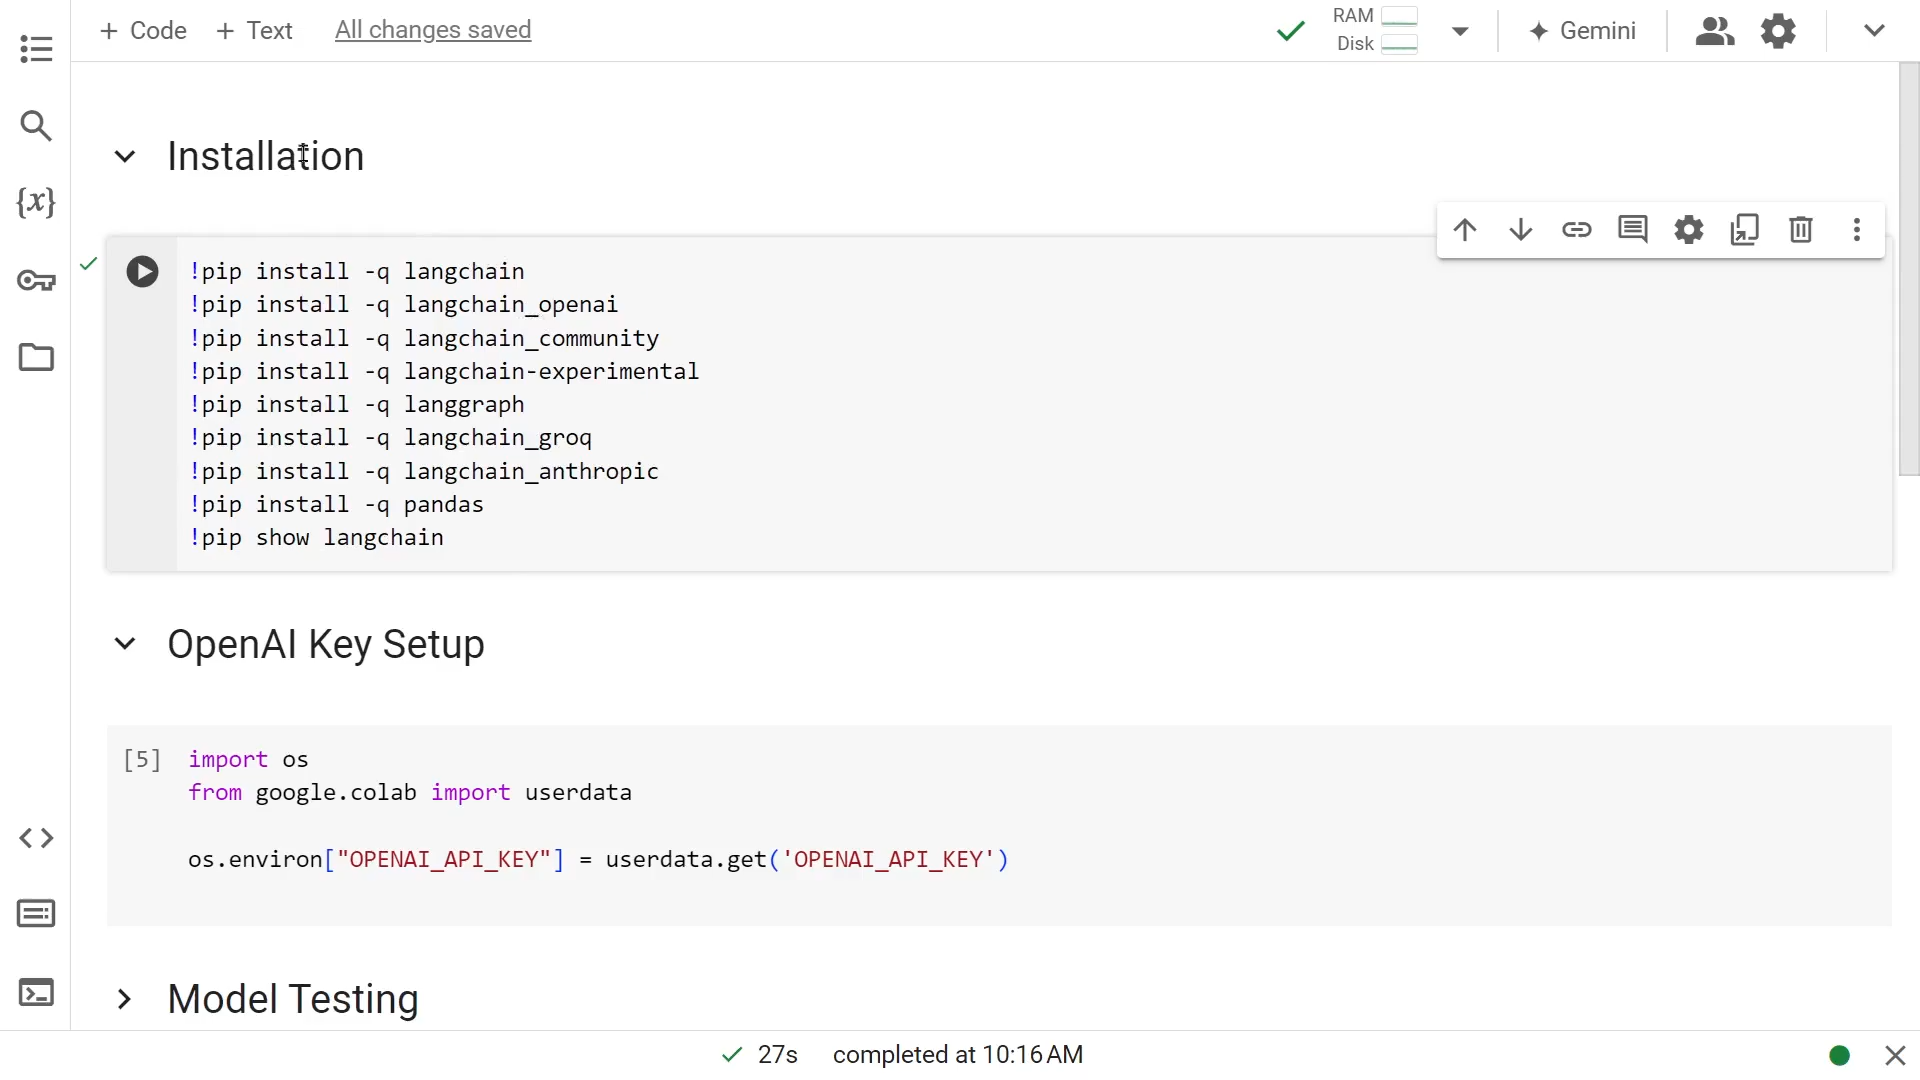 + Code + Text All changes saved RAM Disk Gemini
Installation
!pip install -q langchain
!pip install -q langchain_openai
!pip install -q langchain_community
!pip install -q langchain-experimental
!pip install -q langgraph
!pip install -q langchain_groq
!pip install -q langchain_anthropic
!pip install -q pandas
!pip show langchain
OpenAI Key Setup
[5] import os
from google.colab import userdata
os.environ["OPENAI_API_KEY"] = userdata.get('OPENAI_API_KEY')
Model Testing
27s completed at 10:16 AM